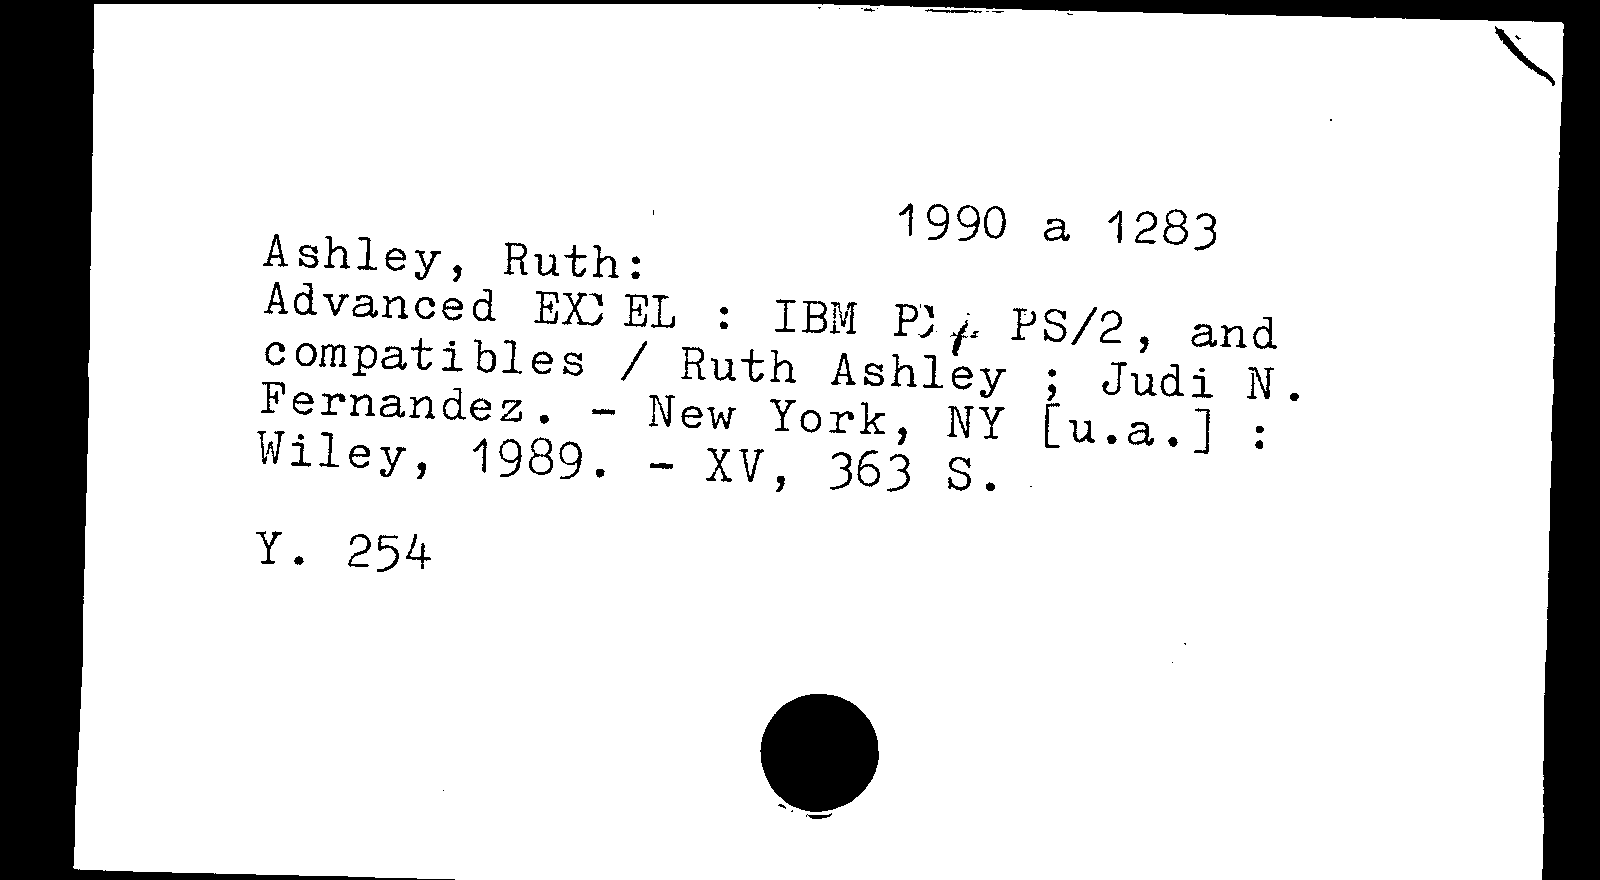 1990 a 1283
Ashley, Ruth:
Advanced EXCEL : IBM PS/2, and
compatibles / Ruth Ashley ; Judi N.
Fernandez. - New York, NY [u.a.] :
Wiley, 1989. - XV, 363 S.
Y. 254